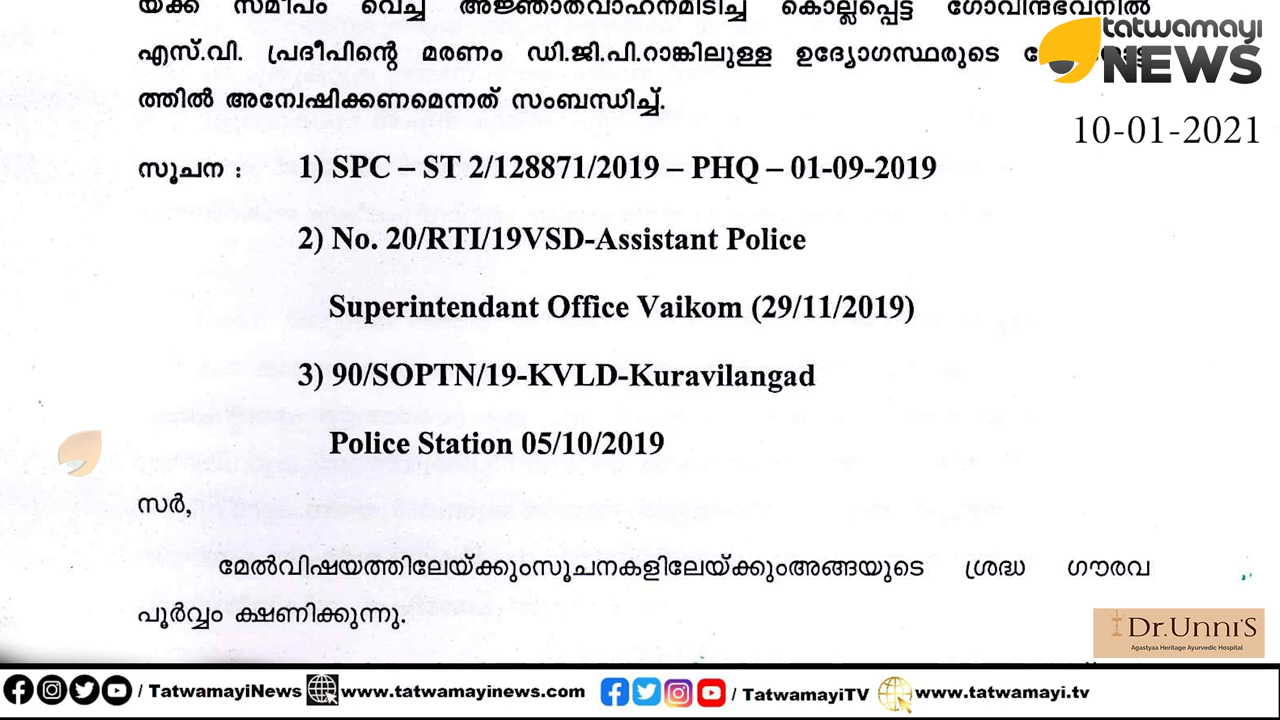 യ്ക്ക് സമീപം വെച്ച് അജ്ഞാതവാഹനമിടിച്ച് കൊല്ലപ്പെട്ട ഗോവിന്ദഭവനിൽ
എസ്.വി. പ്രദീപിന്റെ മരണം ഡി.ജി.പി.റാങ്കിലുള്ള ഉദ്യോഗസ്ഥരുടെ
ത്തിൽ അന്വേഷിക്കണമെന്നത് സംബന്ധിച്ച്.
tatwamayi
NEWS
10-01-2021
സൂചന : 1) SPC – ST 2/128871/2019 – PHQ – 01-09-2019
2) No. 20/RTI/19VSD-Assistant Police
Superintendant Office Vaikom (29/11/2019)
3) 90/SOPTN/19-KVLD-Kuravilangad
Police Station 05/10/2019
സർ,
മേൽവിഷയത്തിലേയ്ക്കുംസൂചനകളിലേയ്ക്കുംഅങ്ങയുടെ ശ്രദ്ധ ഗൗരവ
പൂർവ്വം ക്ഷണിക്കുന്നു.
Dr.Unni'S
Agastyaa Heritage Ayurvedic Hospital
/ TatwamayiNews www.tatwamayinews.com / TatwamayiTV www.tatwamayi.tv